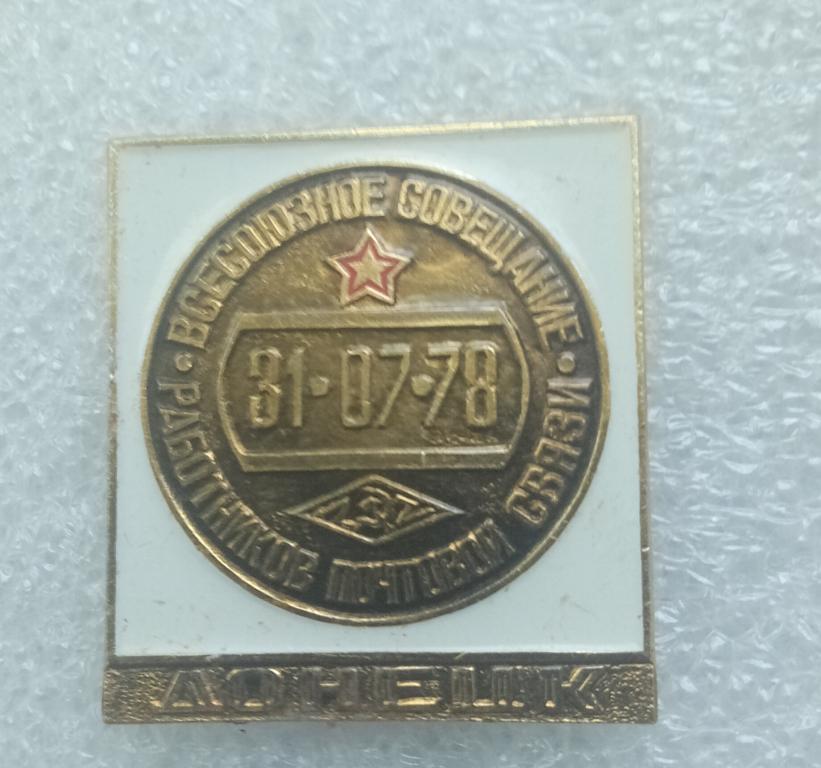 ВСЕСОЮЗНОЕ СОВЕЩАНИЕ
• РАБОТНИКОВ ПОЧТОВОЙ СВЯЗИ •
31•07•78
ДОНЕЦК